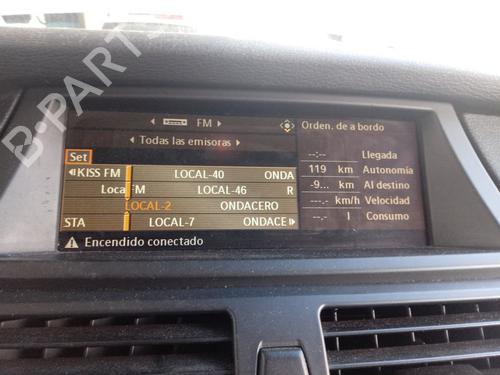 FM
Todas las emisoras
Set
KISS FM LOCAL-40 ONDA
Loca FM LOCAL-46 R
LOCAL-2 ONDACERO
STA LOCAL-7 ONDACE
Encendido conectado
Orden. de a bordo
--:-- Llegada
119 km Autonomía
-9... km Al destino
---.- km/h Velocidad
--.- l Consumo
B-PARTS